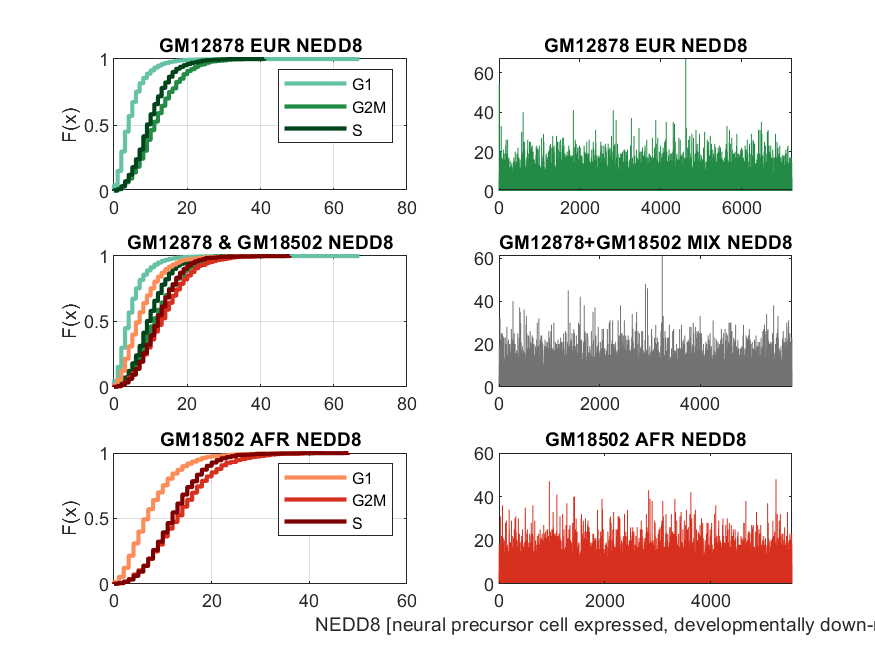 GM12878 EUR NEDD8
F(x)
1
0.5
0
0 20 40 60 80
G1
G2M
S
GM12878 EUR NEDD8
60
40
20
0
0 2000 4000 6000
GM12878 & GM18502 NEDD8
F(x)
1
0.5
0
0 20 40 60 80
GM12878+GM18502 MIX NEDD8
60
40
20
0
0 2000 4000
GM18502 AFR NEDD8
F(x)
1
0.5
0
0 20 40 60
G1
G2M
S
GM18502 AFR NEDD8
60
40
20
0
0 2000 4000
NEDD8 [neural precursor cell expressed, developmentally down-